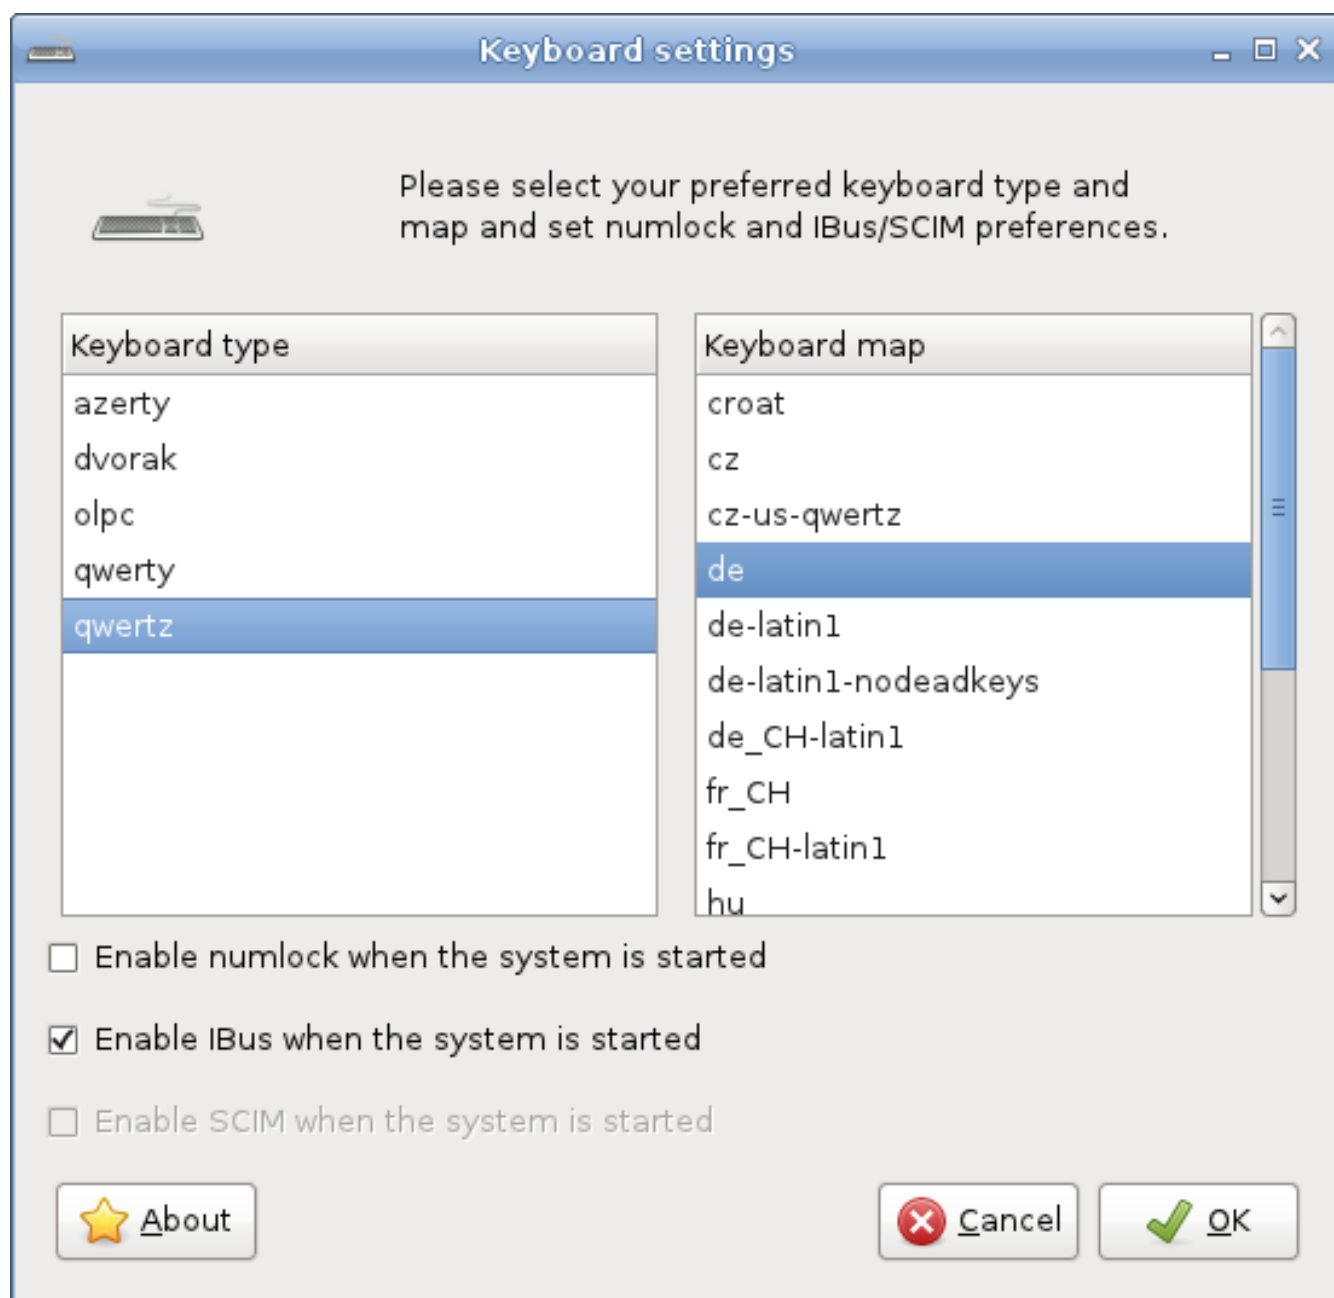 Keyboard settings
Please select your preferred keyboard type and
map and set numlock and IBus/SCIM preferences.
Keyboard type
azerty
dvorak
olpc
qwerty
qwertz
Keyboard map
croat
cz
cz-us-qwertz
de
de-latin1
de-latin1-nodeadkeys
de_CH-latin1
fr_CH
fr_CH-latin1
hu
Enable numlock when the system is started
Enable IBus when the system is started
Enable SCIM when the system is started
About
Cancel
OK